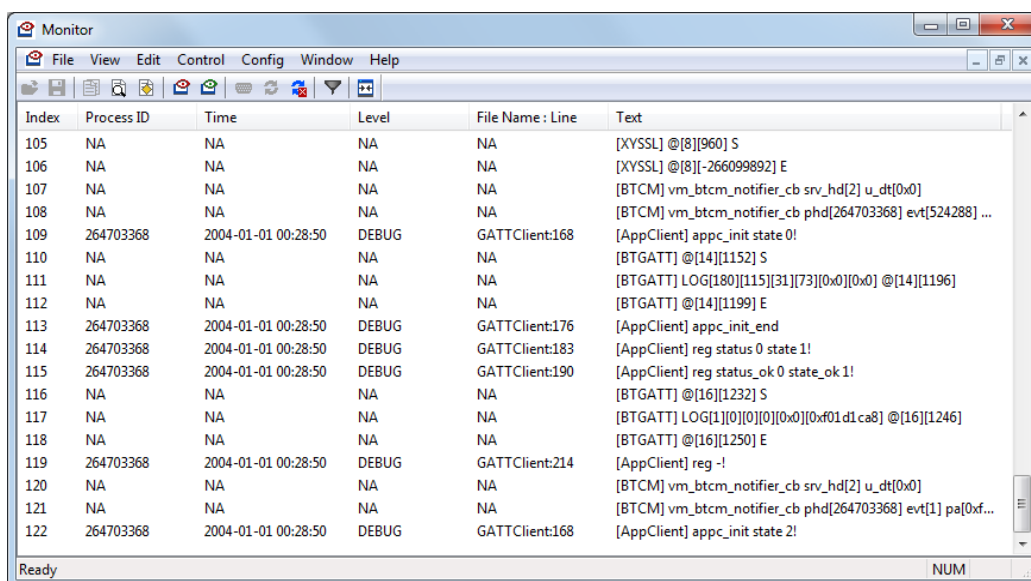 Monitor
File View Edit Control Config Window Help
Index Process ID Time Level File Name : Line Text
105 NA NA NA NA [XYSSL] @[8][960] S
106 NA NA NA NA [XYSSL] @[8][-266099892] E
107 NA NA NA NA [BTCM] vm_btcm_notifier_cb srv_hd[2] u_dt[0x0]
108 NA NA NA NA [BTCM] vm_btcm_notifier_cb phd[264703368] evt[524288] ...
109 264703368 2004-01-01 00:28:50 DEBUG GATTClient:168 [AppClient] appc_init state 0!
110 NA NA NA NA [BTGATT] @[14][1152] S
111 NA NA NA NA [BTGATT] LOG[180][115][31][73][0x0][0x0] @[14][1196]
112 NA NA NA NA [BTGATT] @[14][1199] E
113 264703368 2004-01-01 00:28:50 DEBUG GATTClient:176 [AppClient] appc_init_end
114 264703368 2004-01-01 00:28:50 DEBUG GATTClient:183 [AppClient] reg status 0 state 1!
115 264703368 2004-01-01 00:28:50 DEBUG GATTClient:190 [AppClient] reg status_ok 0 state_ok 1!
116 NA NA NA NA [BTGATT] @[16][1232] S
117 NA NA NA NA [BTGATT] LOG[1][0][0][0][0x0][0xf01d1ca8] @[16][1246]
118 NA NA NA NA [BTGATT] @[16][1250] E
119 264703368 2004-01-01 00:28:50 DEBUG GATTClient:214 [AppClient] reg -!
120 NA NA NA NA [BTCM] vm_btcm_notifier_cb srv_hd[2] u_dt[0x0]
121 NA NA NA NA [BTCM] vm_btcm_notifier_cb phd[264703368] evt[1] pa[0xf...
122 264703368 2004-01-01 00:28:50 DEBUG GATTClient:168 [AppClient] appc_init state 2!
Ready NUM